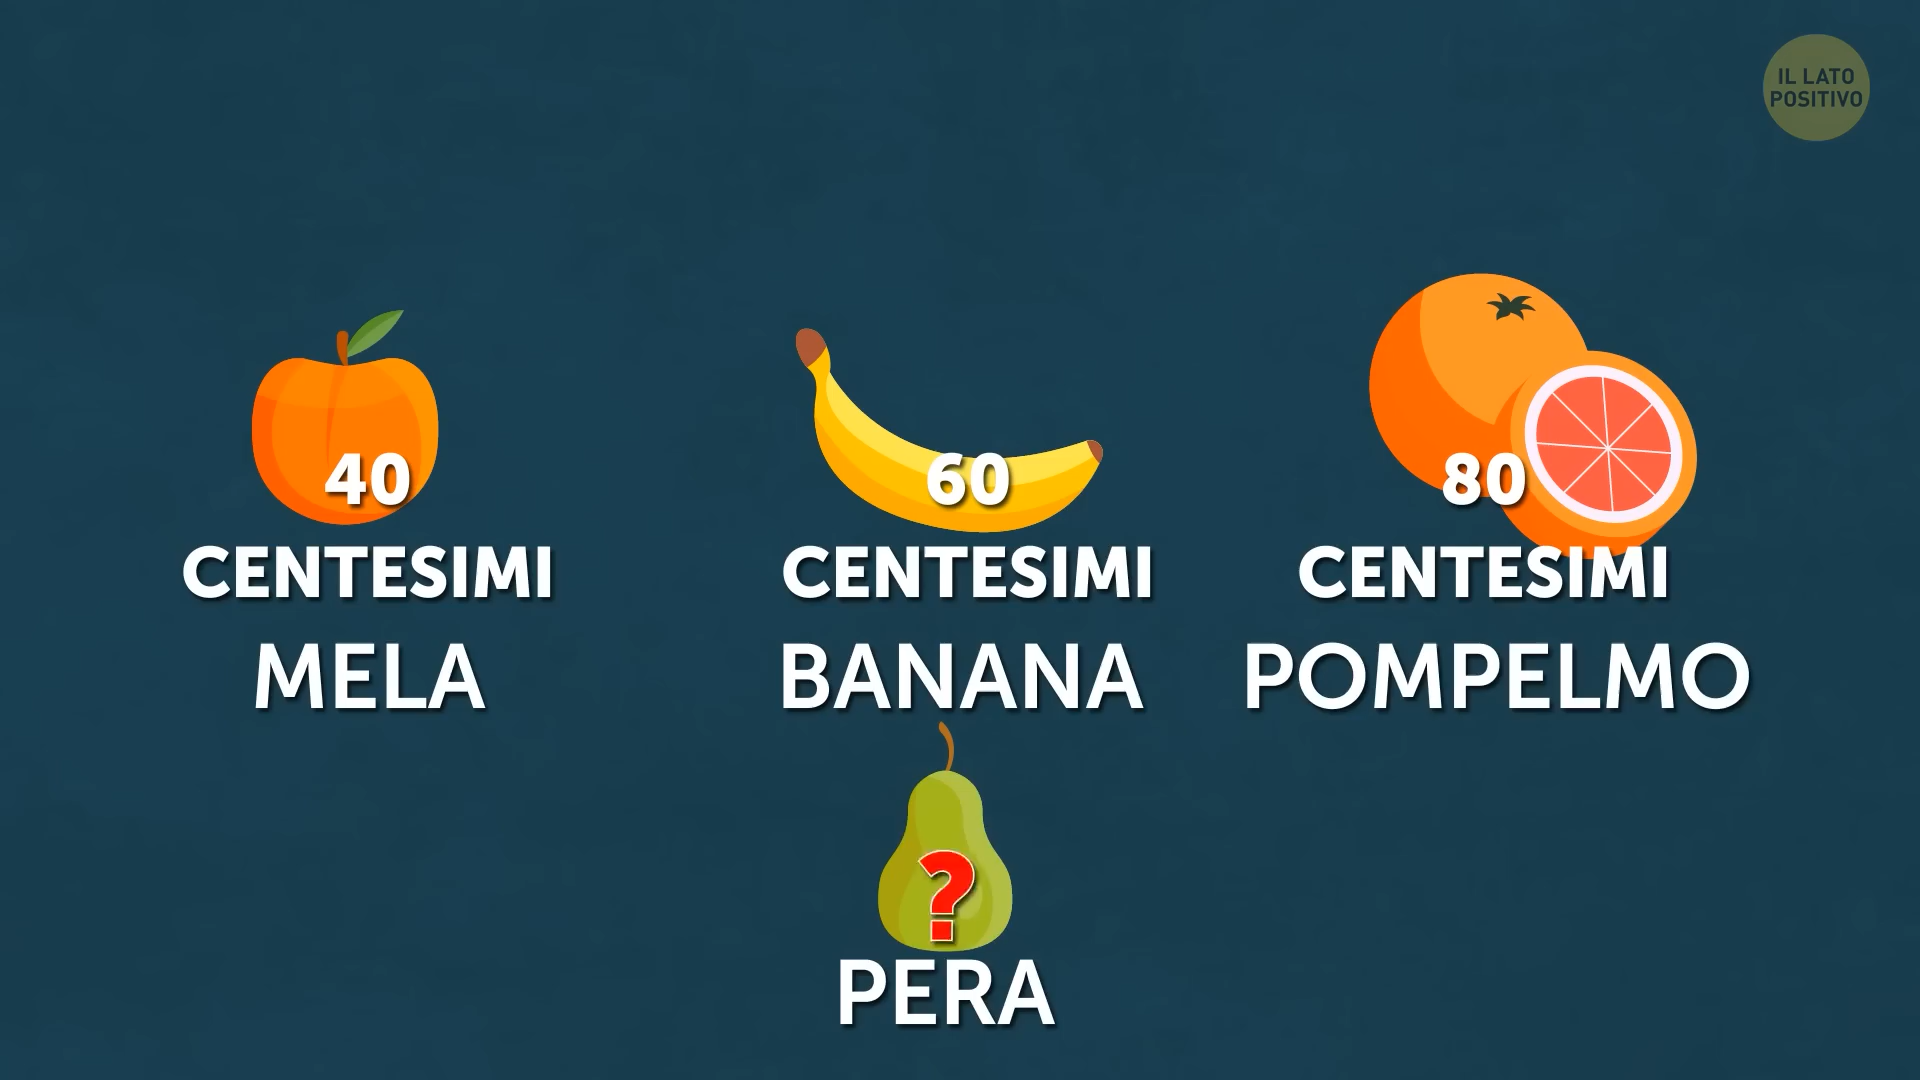 IL LATO
POSITIVO
40
CENTESIMI
MELA
60
CENTESIMI
BANANA
80
CENTESIMI
POMPELMO
?
PERA